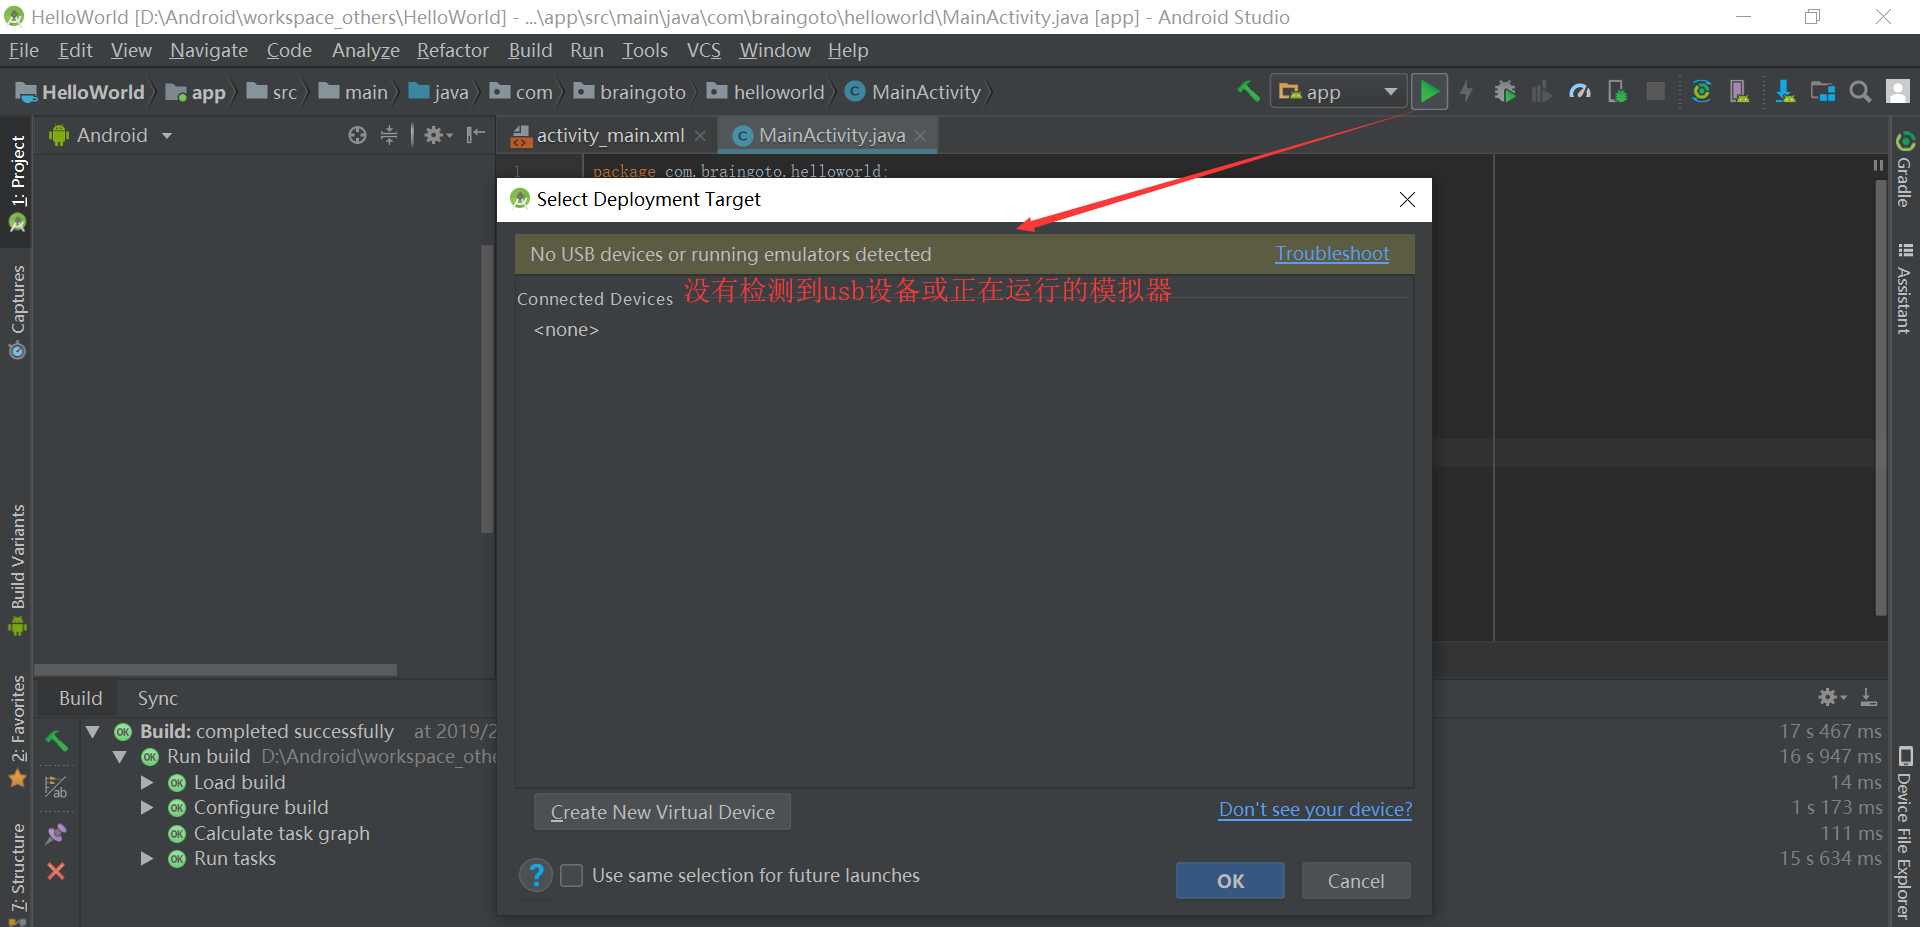 HelloWorld [D:\Android\workspace_others\HelloWorld] - ...\app\src\main\java\com\braingoto\helloworld\MainActivity.java [app] - Android Studio
File Edit View Navigate Code Analyze Refactor Build Run Tools VCS Window Help
HelloWorld app src main java com braingoto helloworld MainActivity
app
Android
activity_main.xml
MainActivity.java
1: Project
Captures
Build Variants
2: Favorites
7: Structure
1
package com.braingoto.helloworld;
Select Deployment Target
No USB devices or running emulators detected
Troubleshoot
没有检测到usb设备或正在运行的模拟器
Connected Devices
<none>
Create New Virtual Device
Don't see your device?
? Use same selection for future launches
OK
Cancel
Gradle
Assistant
Device File Explorer
Build Sync
Build: completed successfully at 2019/2
17 s 467 ms
Run build D:\Android\workspace_othe
16 s 947 ms
Load build
14 ms
Configure build
1 s 173 ms
Calculate task graph
111 ms
Run tasks
15 s 634 ms